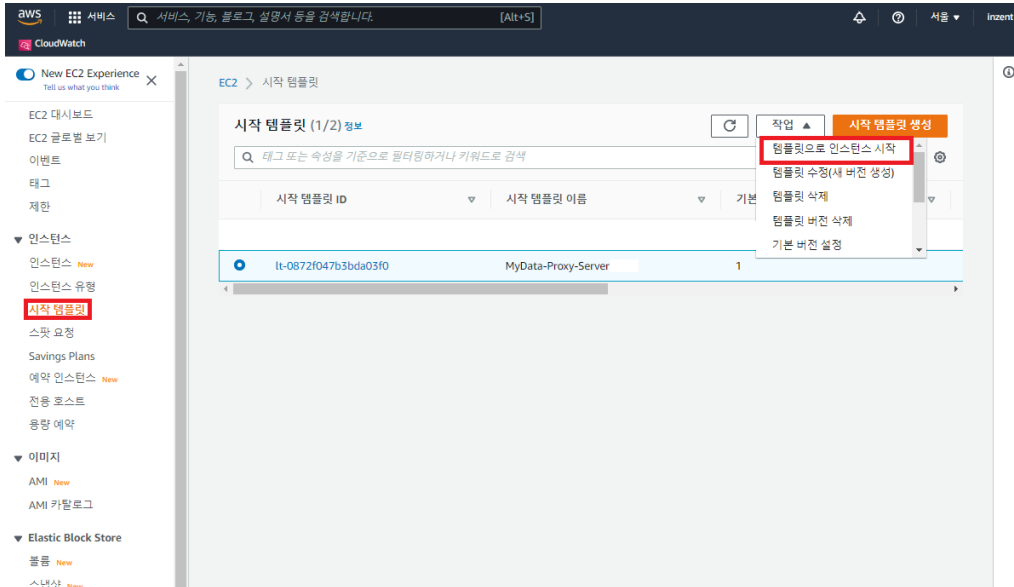 aws 서비스 서비스, 기능, 블로그, 설명서 등을 검색합니다. [Alt+S] 서울 ▼ inzent
CloudWatch
New EC2 Experience
Tell us what you think
EC2 대시보드
EC2 글로벌 보기
이벤트
태그
제한
▼ 인스턴스
인스턴스 New
인스턴스 유형
시작 템플릿
스팟 요청
Savings Plans
예약 인스턴스 New
전용 호스트
용량 예약
▼ 이미지
AMI New
AMI 카탈로그
▼ Elastic Block Store
볼륨 New
스냅샷 New
EC2 > 시작 템플릿
시작 템플릿 (1/2) 정보
작업 ▲ 시작 템플릿 생성
태그 또는 속성을 기준으로 필터링하거나 키워드로 검색
템플릿으로 인스턴스 시작
템플릿 수정(새 버전 생성)
템플릿 삭제
템플릿 버전 삭제
기본 버전 설정
시작 템플릿 ID 시작 템플릿 이름 기본
lt-0872f047b3bda03f0 MyData-Proxy-Server 1